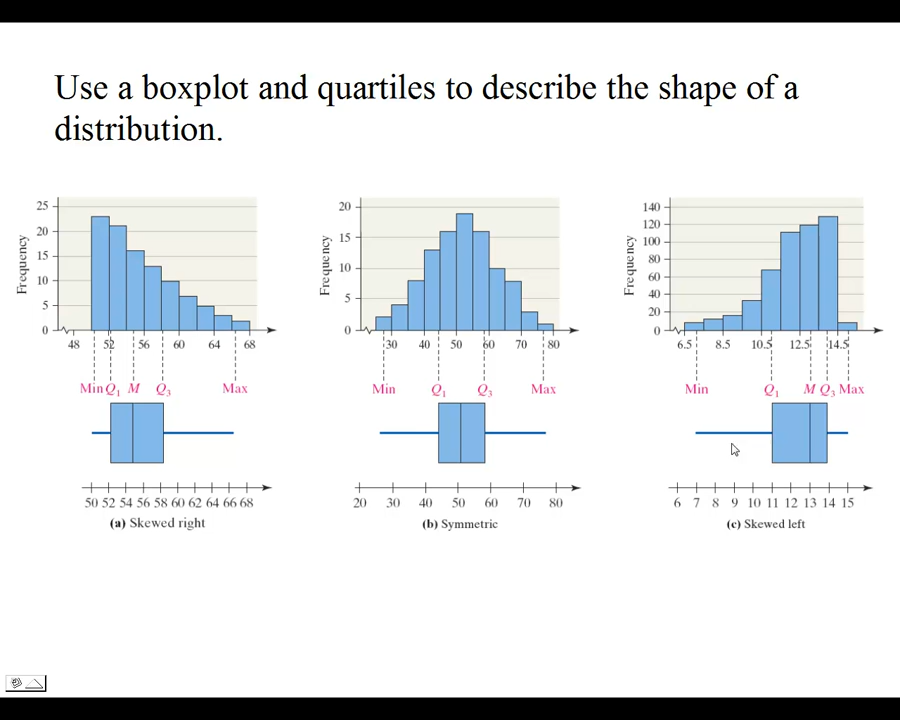 Use a boxplot and quartiles to describe the shape of a
distribution.
Frequency
25
20
15
10
5
0
48 52 56 60 64 68
Min Q1 M Q3 Max
50 52 54 56 58 60 62 64 66 68
(a) Skewed right
Frequency
20
15
10
5
0
30 40 50 60 70 80
Min Q1 Q3 Max
20 30 40 50 60 70 80
(b) Symmetric
Frequency
140
120
100
80
60
40
20
0
6.5 8.5 10.5 12.5 14.5
Min Q1 M Q3 Max
6 7 8 9 10 11 12 13 14 15
(c) Skewed left